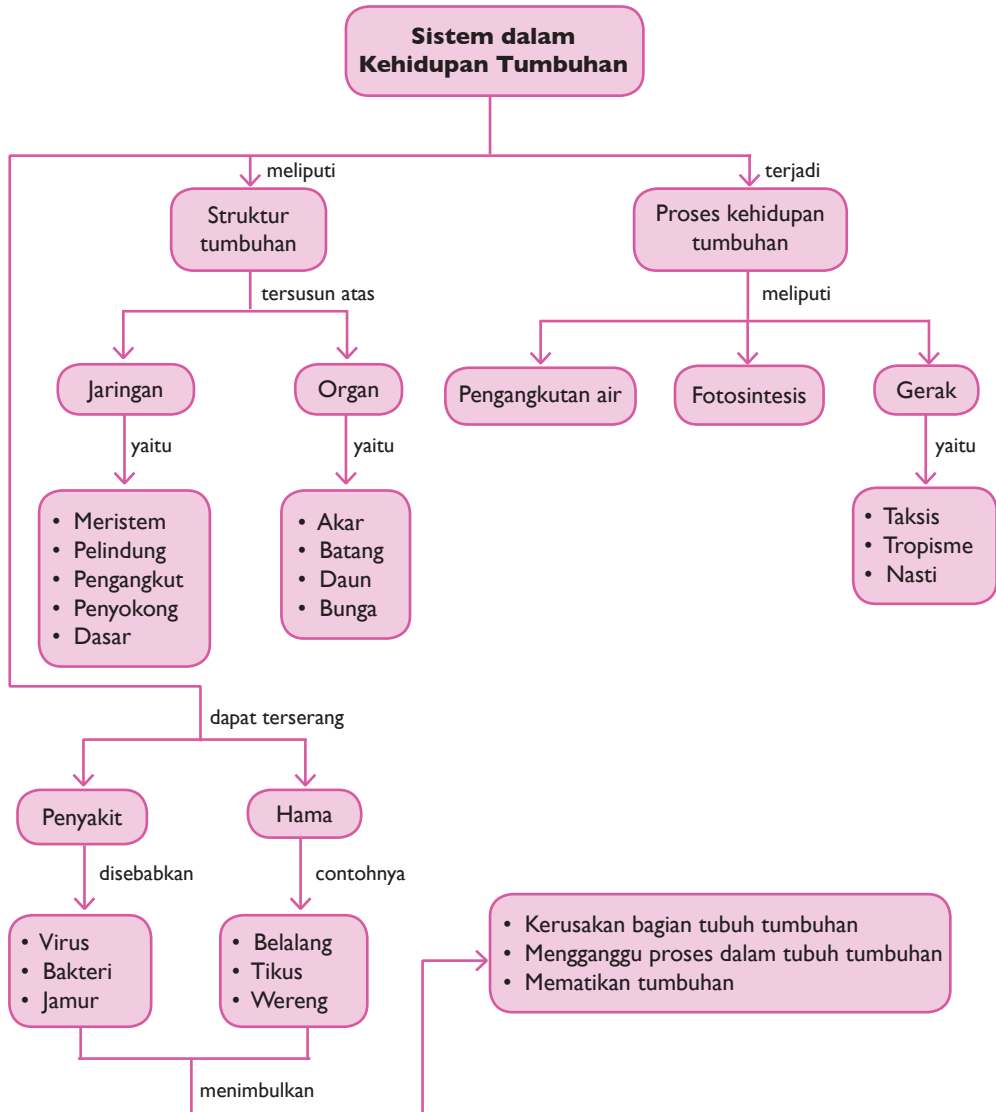 Sistem dalam
Kehidupan Tumbuhan
meliputi
terjadi
Struktur
tumbuhan
Proses kehidupan
tumbuhan
tersusun atas
meliputi
Jaringan
Organ
Pengangkutan air
Fotosintesis
Gerak
yaitu
yaitu
yaitu
• Meristem
• Pelindung
• Pengangkut
• Penyokong
• Dasar
• Akar
• Batang
• Daun
• Bunga
• Taksis
• Tropisme
• Nasti
dapat terserang
Penyakit
Hama
disebabkan
contohnya
• Virus
• Bakteri
• Jamur
• Belalang
• Tikus
• Wereng
• Kerusakan bagian tubuh tumbuhan
• Mengganggu proses dalam tubuh tumbuhan
• Mematikan tumbuhan
menimbulkan